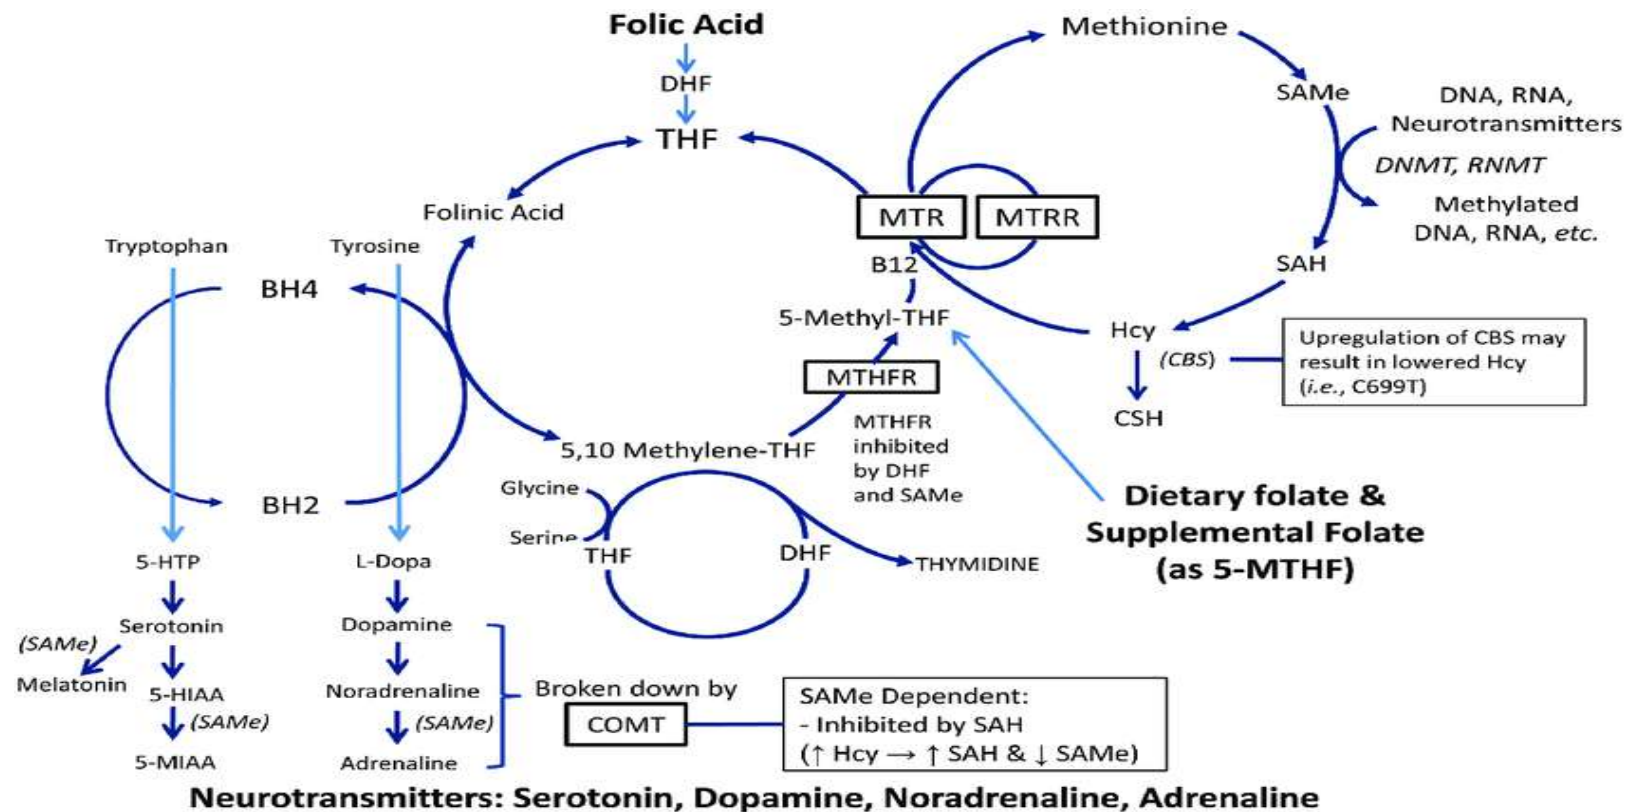 Folic Acid
DHF
THF
Methionine
SAMe
DNA, RNA,
Neurotransmitters
DNMT, RNMT
Methylated
DNA, RNA, etc.
SAH
MTR
MTRR
B12
5-Methyl-THF
Hcy
(CBS)
CSH
Upregulation of CBS may
result in lowered Hcy
(i.e., C699T)
Folinic Acid
Tryptophan
Tyrosine
BH4
BH2
MTHFR
MTHFR
inhibited
by DHF
and SAMe
5,10 Methylene-THF
Glycine
Serine
THF
DHF
THYMIDINE
Dietary folate &
Supplemental Folate
(as 5-MTHF)
5-HTP
Serotonin
(SAMe)
Melatonin
5-HIAA
(SAMe)
5-MIAA
L-Dopa
Dopamine
Noradrenaline
(SAMe)
Adrenaline
Broken down by
COMT
SAMe Dependent:
- Inhibited by SAH
(↑ Hcy → ↑ SAH & ↓ SAMe)
Neurotransmitters: Serotonin, Dopamine, Noradrenaline, Adrenaline